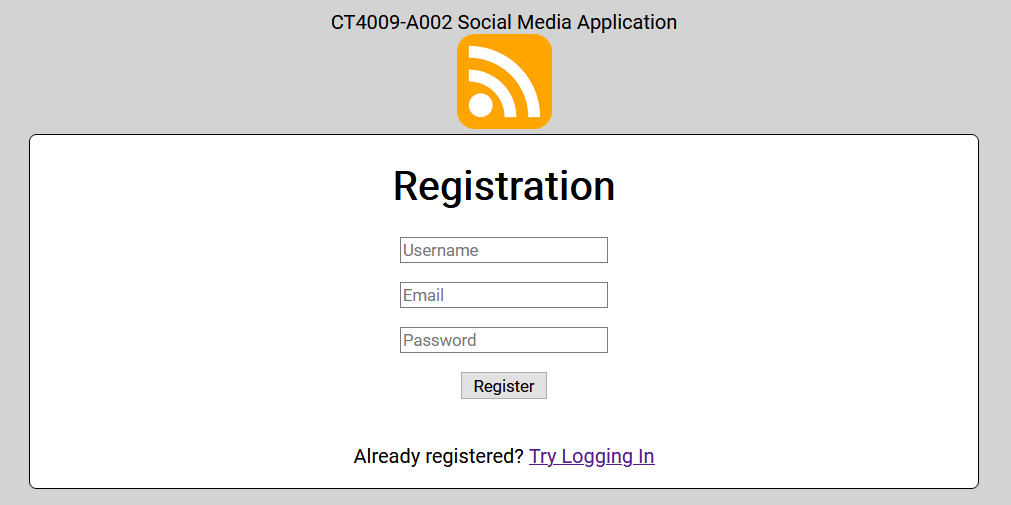 CT4009-A002 Social Media Application
Registration
Username
Email
Password
Register
Already registered? Try Logging In